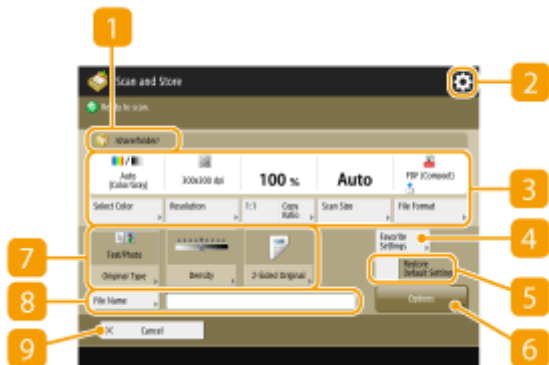 1
2
Scan and Store
Ready to scan.
/sharefolder/
Auto
(Color/Gray)
300x300 dpi
100 %
Auto
PDF (Compact)
3
Select Color
Resolution
1:1
Copy
Ratio
Scan Size
File Format
7
Text/Photo
Original Type
Density
2-Sided Original
Favorite
Settings
4
Restore
Default Settings
5
8
File Name
Options
6
9
Cancel